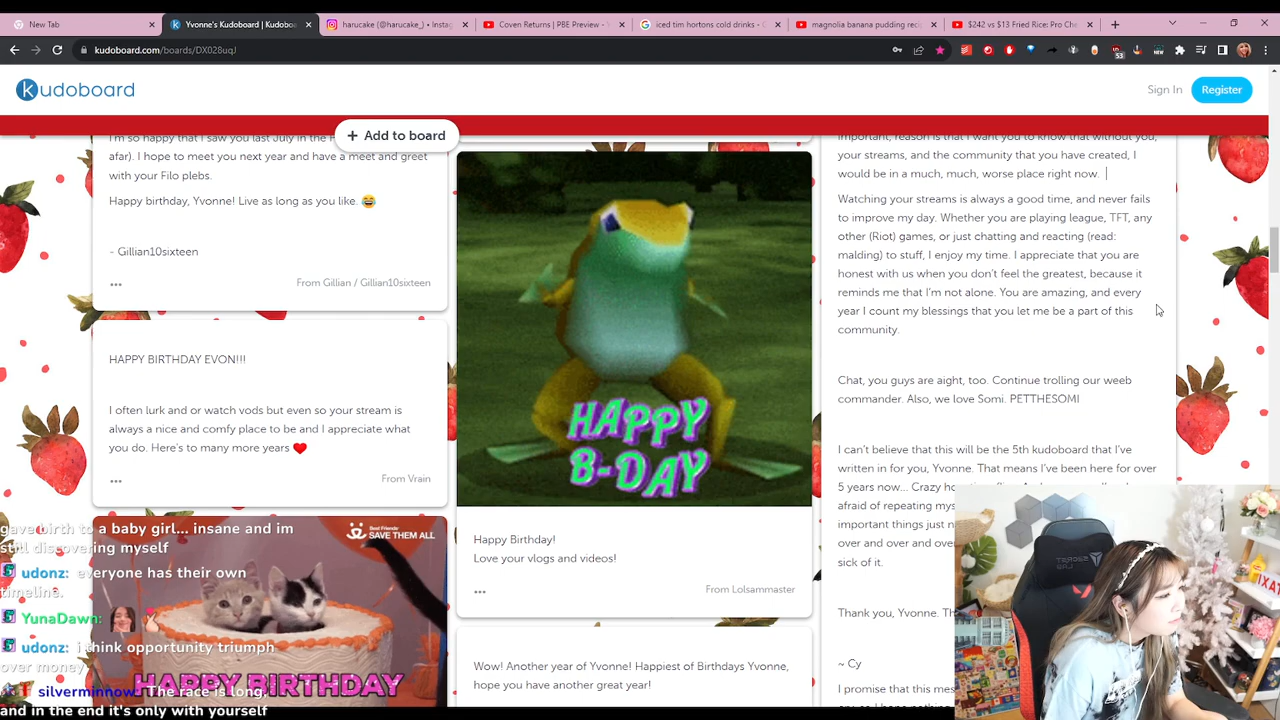 New Tab
Yvonne's Kudoboard | Kudoboa
harucake (@harucake_) • Instag
Coven Returns | PBE Preview -
iced tim hortons cold drinks - G
magnolia banana pudding reci
$242 vs $13 Fried Rice: Pro Che
kudoboard.com/boards/DX028uqJ
53
kudoboard
Sign In
Register
+ Add to board
I'm so happy that I saw you last July in the
afar). I hope to meet you next year and have a meet and greet
with your Filo plebs.
Happy birthday, Yvonne! Live as long as you like. 😅
- Gillian10sixteen
From Gillian / Gillian10sixteen
HAPPY BIRTHDAY EVON!!!
I often lurk and or watch vods but even so your stream is
always a nice and comfy place to be and I appreciate what
you do. Here's to many more years ❤️
From Vrain
Best Friends
SAVE THEM ALL
HAPPY BIRTHDAY
gave birth to a baby girl... insane and im
still discovering myself
udonz: everyone has their own
timeline.
YunaDawn:
udonz: i think opportunity triumph
over money
silverminnow: The race is long,
and in the end it's only with yourself
HAPPY
B-DAY
Happy Birthday!
Love your vlogs and videos!
From Lolsammaster
Wow! Another year of Yvonne! Happiest of Birthdays Yvonne,
hope you have another great year!
important, reason is that I want you to know that without you,
your streams, and the community that you have created, I
would be in a much, much, worse place right now.
Watching your streams is always a good time, and never fails
to improve my day. Whether you are playing league, TFT, any
other (Riot) games, or just chatting and reacting (read:
malding) to stuff, I enjoy my time. I appreciate that you are
honest with us when you don't feel the greatest, because it
reminds me that I'm not alone. You are amazing, and every
year I count my blessings that you let me be a part of this
community.
Chat, you guys are aight, too. Continue trolling our weeb
commander. Also, we love Somi. PETTHESOMI
I can't believe that this will be the 5th kudoboard that I've
written in for you, Yvonne. That means I've been here for over
5 years now... Crazy
afraid of repeating mys
important things just n
over and over and ove
sick of it.
Thank you, Yvonne. Th
~ Cy
I promise that this mes